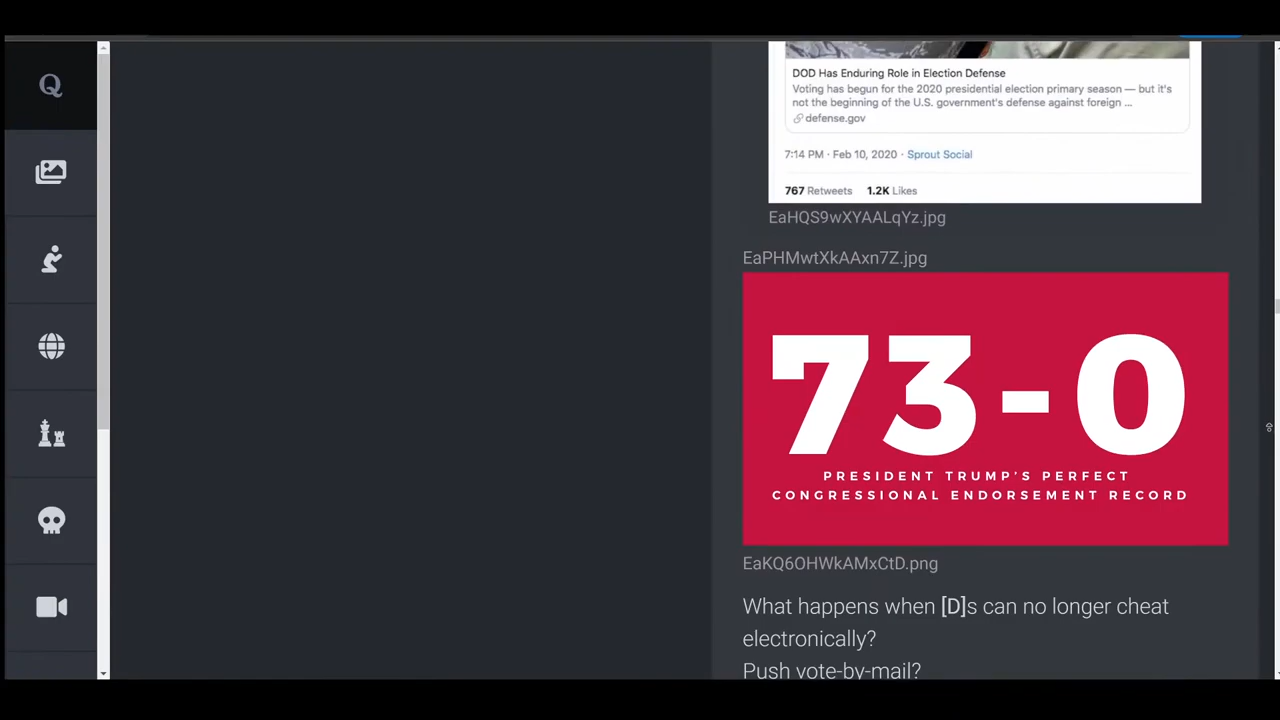 Q
DOD Has Enduring Role in Election Defense
Voting has begun for the 2020 presidential election primary season — but it's
not the beginning of the U.S. government's defense against foreign ...
defense.gov
7:14 PM · Feb 10, 2020 · Sprout Social
767 Retweets 1.2K Likes
EaHQS9wXYAALqYz.jpg
EaPHMwtXkAAxn7Z.jpg
73-0
PRESIDENT TRUMP'S PERFECT
CONGRESSIONAL ENDORSEMENT RECORD
EaKQ6OHWkAMxCtD.png
What happens when [D]s can no longer cheat
electronically?
Push vote-by-mail?